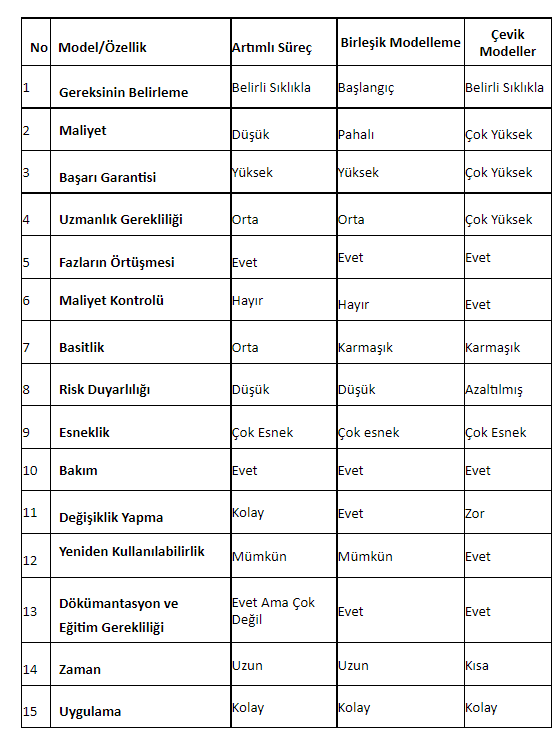 No Model/Özellik Artımlı Süreç Birleşik Modelleme Çevik Modeller
1 Gereksinin Belirleme Belirli Sıklıkla Başlangıç Belirli Sıklıkla
2 Maliyet Düşük Pahalı Çok Yüksek
3 Başarı Garantisi Yüksek Yüksek Çok Yüksek
4 Uzmanlık Gerekliliği Orta Orta Çok Yüksek
5 Fazların Örtüşmesi Evet Evet Evet
6 Maliyet Kontrolü Hayır Hayır Evet
7 Basitlik Orta Karmaşık Karmaşık
8 Risk Duyarlılığı Düşük Düşük Azaltılmış
9 Esneklik Çok Esnek Çok esnek Çok Esnek
10 Bakım Evet Evet Evet
11 Değişiklik Yapma Kolay Evet Zor
12 Yeniden Kullanılabilirlik Mümkün Mümkün Evet
13 Dökümantasyon ve Eğitim Gerekliliği Evet Ama Çok Değil Evet Evet
14 Zaman Uzun Uzun Kısa
15 Uygulama Kolay Kolay Kolay